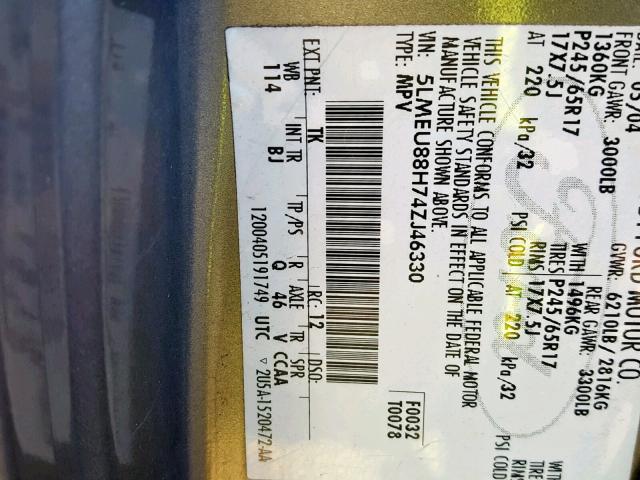 FORD MOTOR CO.
05/04 GVWR: 6210LB / 2816KG
FRONT GAWR: 3000LB REAR GAWR: 3300LB
1360KG WITH 1496KG WITH
P245/65R17 TIRES P245/65R17 TIRE
17X7.5J RIMS 17X7.5J RIMS
AT 220 kPa/32 PSI COLD AT 220 kPa/32 PSI COLD
THIS VEHICLE CONFORMS TO ALL APPLICABLE FEDERAL MOTOR
VEHICLE SAFETY STANDARDS IN EFFECT ON THE DATE OF
MANUFACTURE SHOWN ABOVE.
VIN: 5LMEU88H74ZJ46330
TYPE: MPV
F0032
T0078
EXT PNT: TK RC: 12 DSO:
WB INT TR TP/PS R AXLE TR SPR
114 BJ Q 46 V CCAA
1200405191749 UTC ▽ 2U5A-1520472-AA